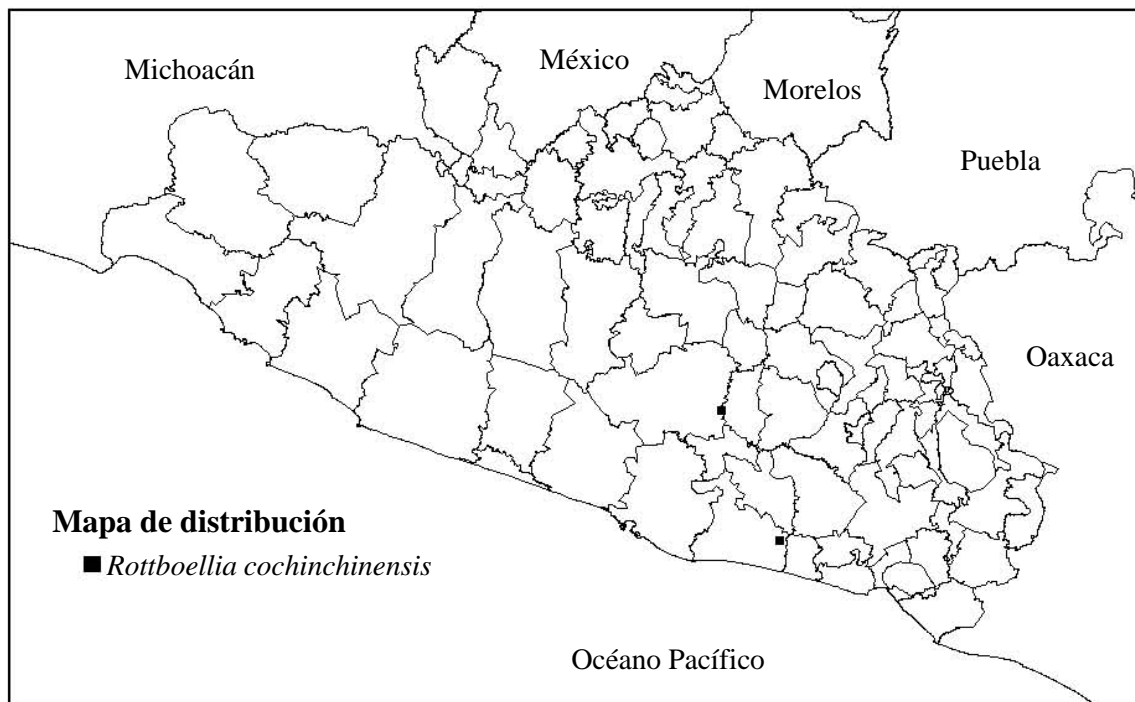 México
Michoacán
Morelos
Puebla
Oaxaca
Mapa de distribución
Rottboellia cochinchinensis
Océano Pacífico